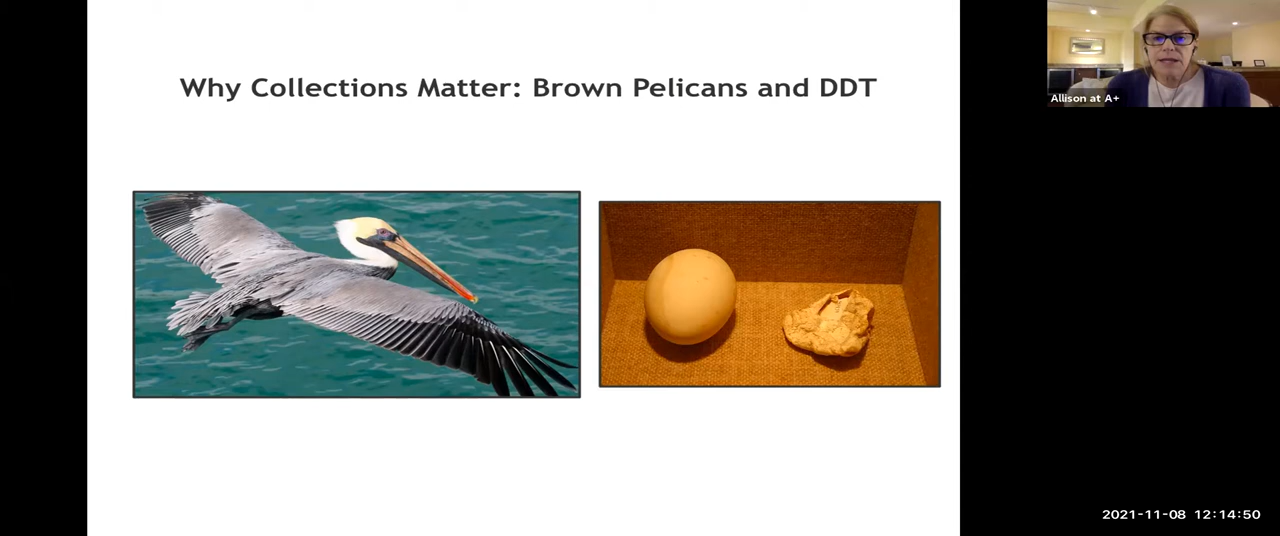 Why Collections Matter: Brown Pelicans and DDT
Allison at A+
2021-11-08 12:14:50